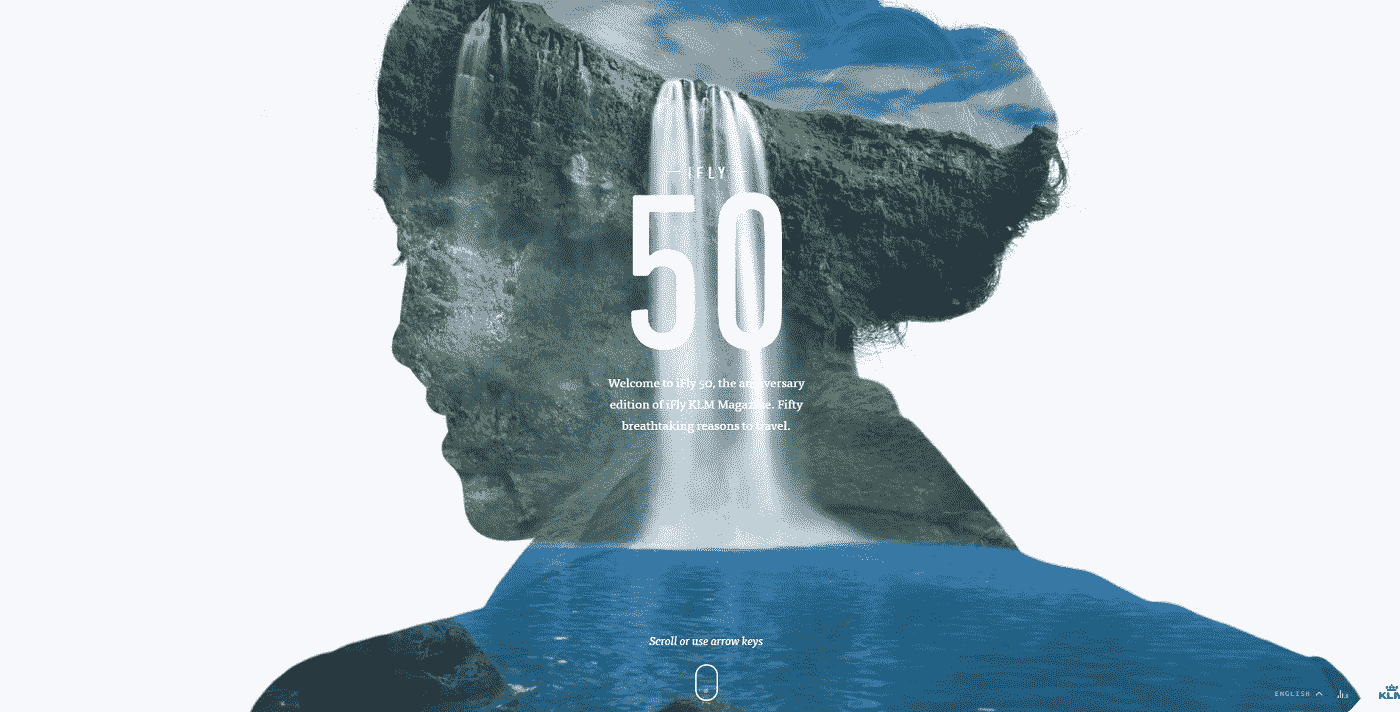 IFLY
50
Welcome to iFly 50, the anniversary
edition of iFly KLM Magazine. Fifty
breathtaking reasons to travel.
Scroll or use arrow keys
ENGLISH
KLM